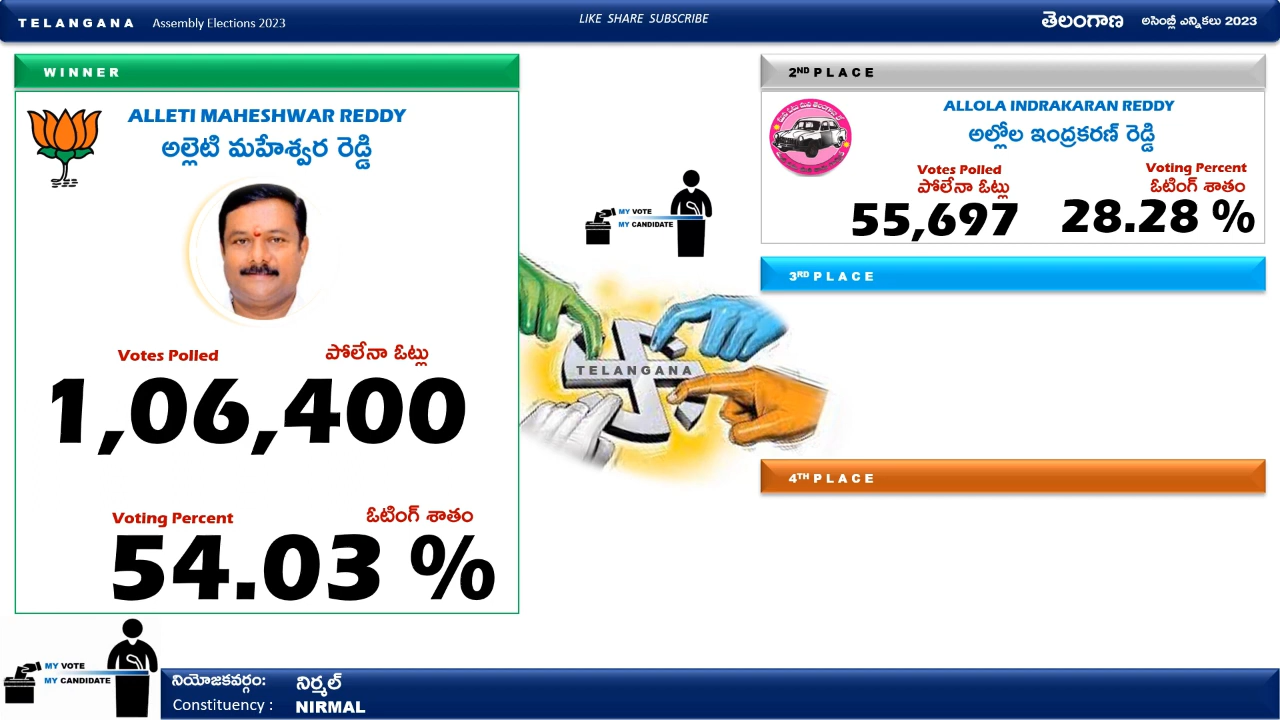 TELANGANA Assembly Elections 2023
LIKE SHARE SUBSCRIBE
తెలంగాణ అసెంబ్లీ ఎన్నికలు 2023
WINNER
ALLETI MAHESHWAR REDDY
అల్లెటి మహేశ్వర రెడ్డి
Votes Polled పోలేనా ఓట్లు
1,06,400
Voting Percent ఓటింగ్ శాతం
54.03 %
MY VOTE
MY CANDIDATE
TELANGANA
2ND PLACE
ALLOLA INDRAKARAN REDDY
అల్లోల ఇంద్రకరణ్ రెడ్డి
Votes Polled
పోలేనా ఓట్లు
55,697
Voting Percent
ఓటింగ్ శాతం
28.28 %
3RD PLACE
4TH PLACE
MY VOTE
MY CANDIDATE
నియోజకవర్గం: నిర్మల్
Constituency : NIRMAL